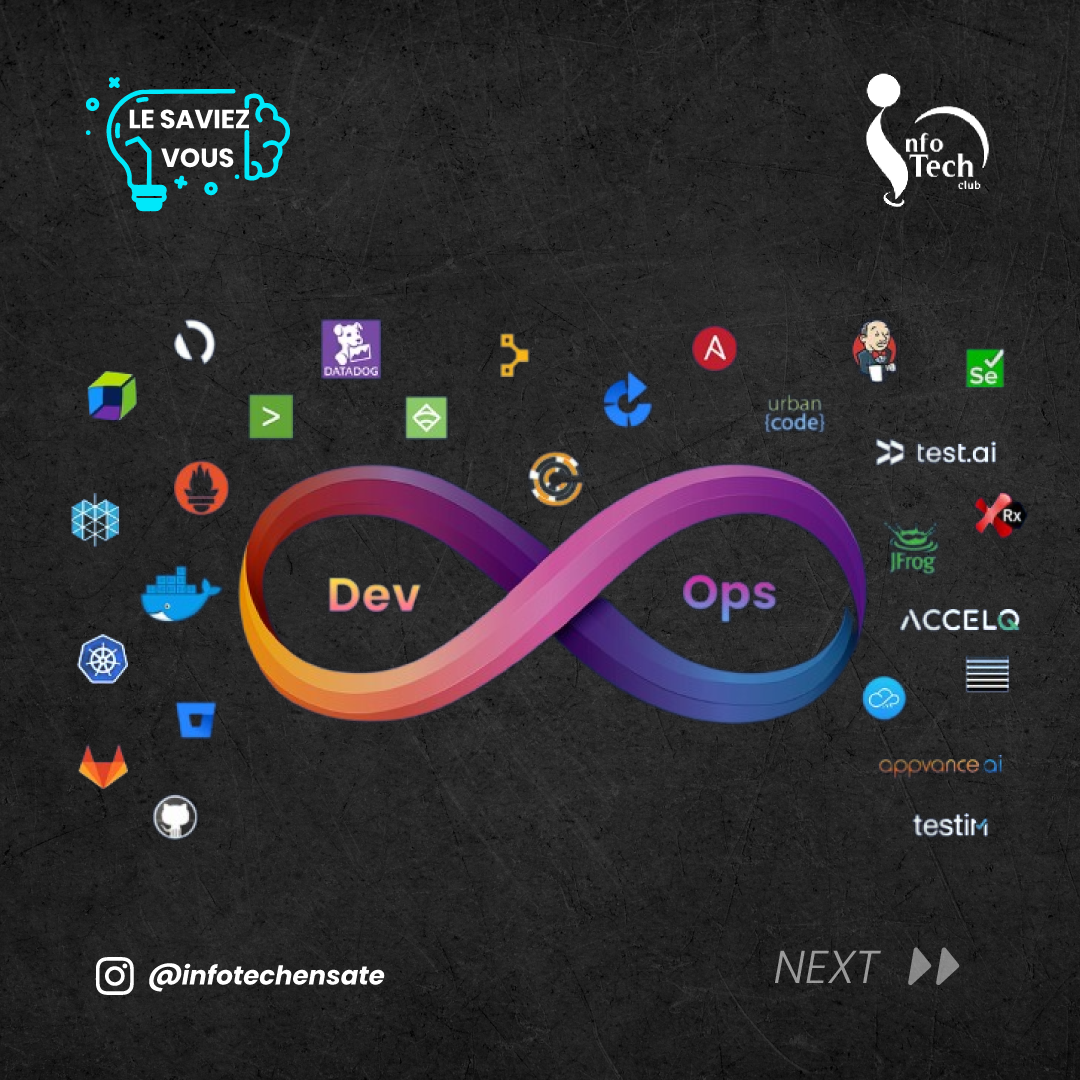 LE SAVIEZ
VOUS
nfo
Tech
club
DATADOG
>
Se
urban
{code}
test.ai
Rx
JFrog
Dev
Ops
ACCELQ
appvance ai
testim
@infotechensate
NEXT